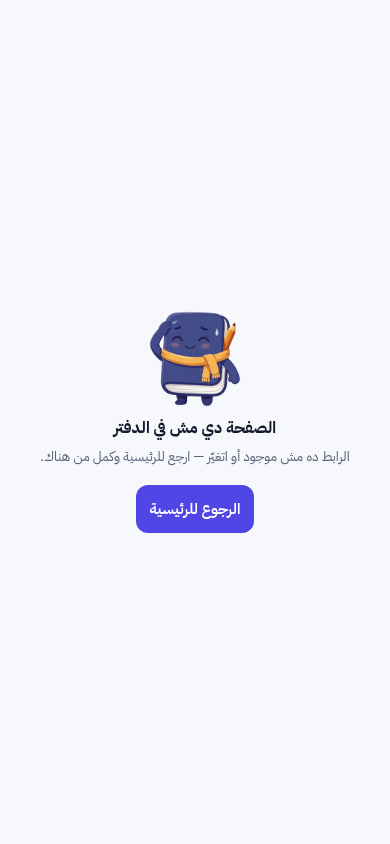 الصفحة دي مش في الدفتر
الرابط ده مش موجود أو اتغيّر — ارجع للرئيسية وكمل من هناك.
الرجوع للرئيسية